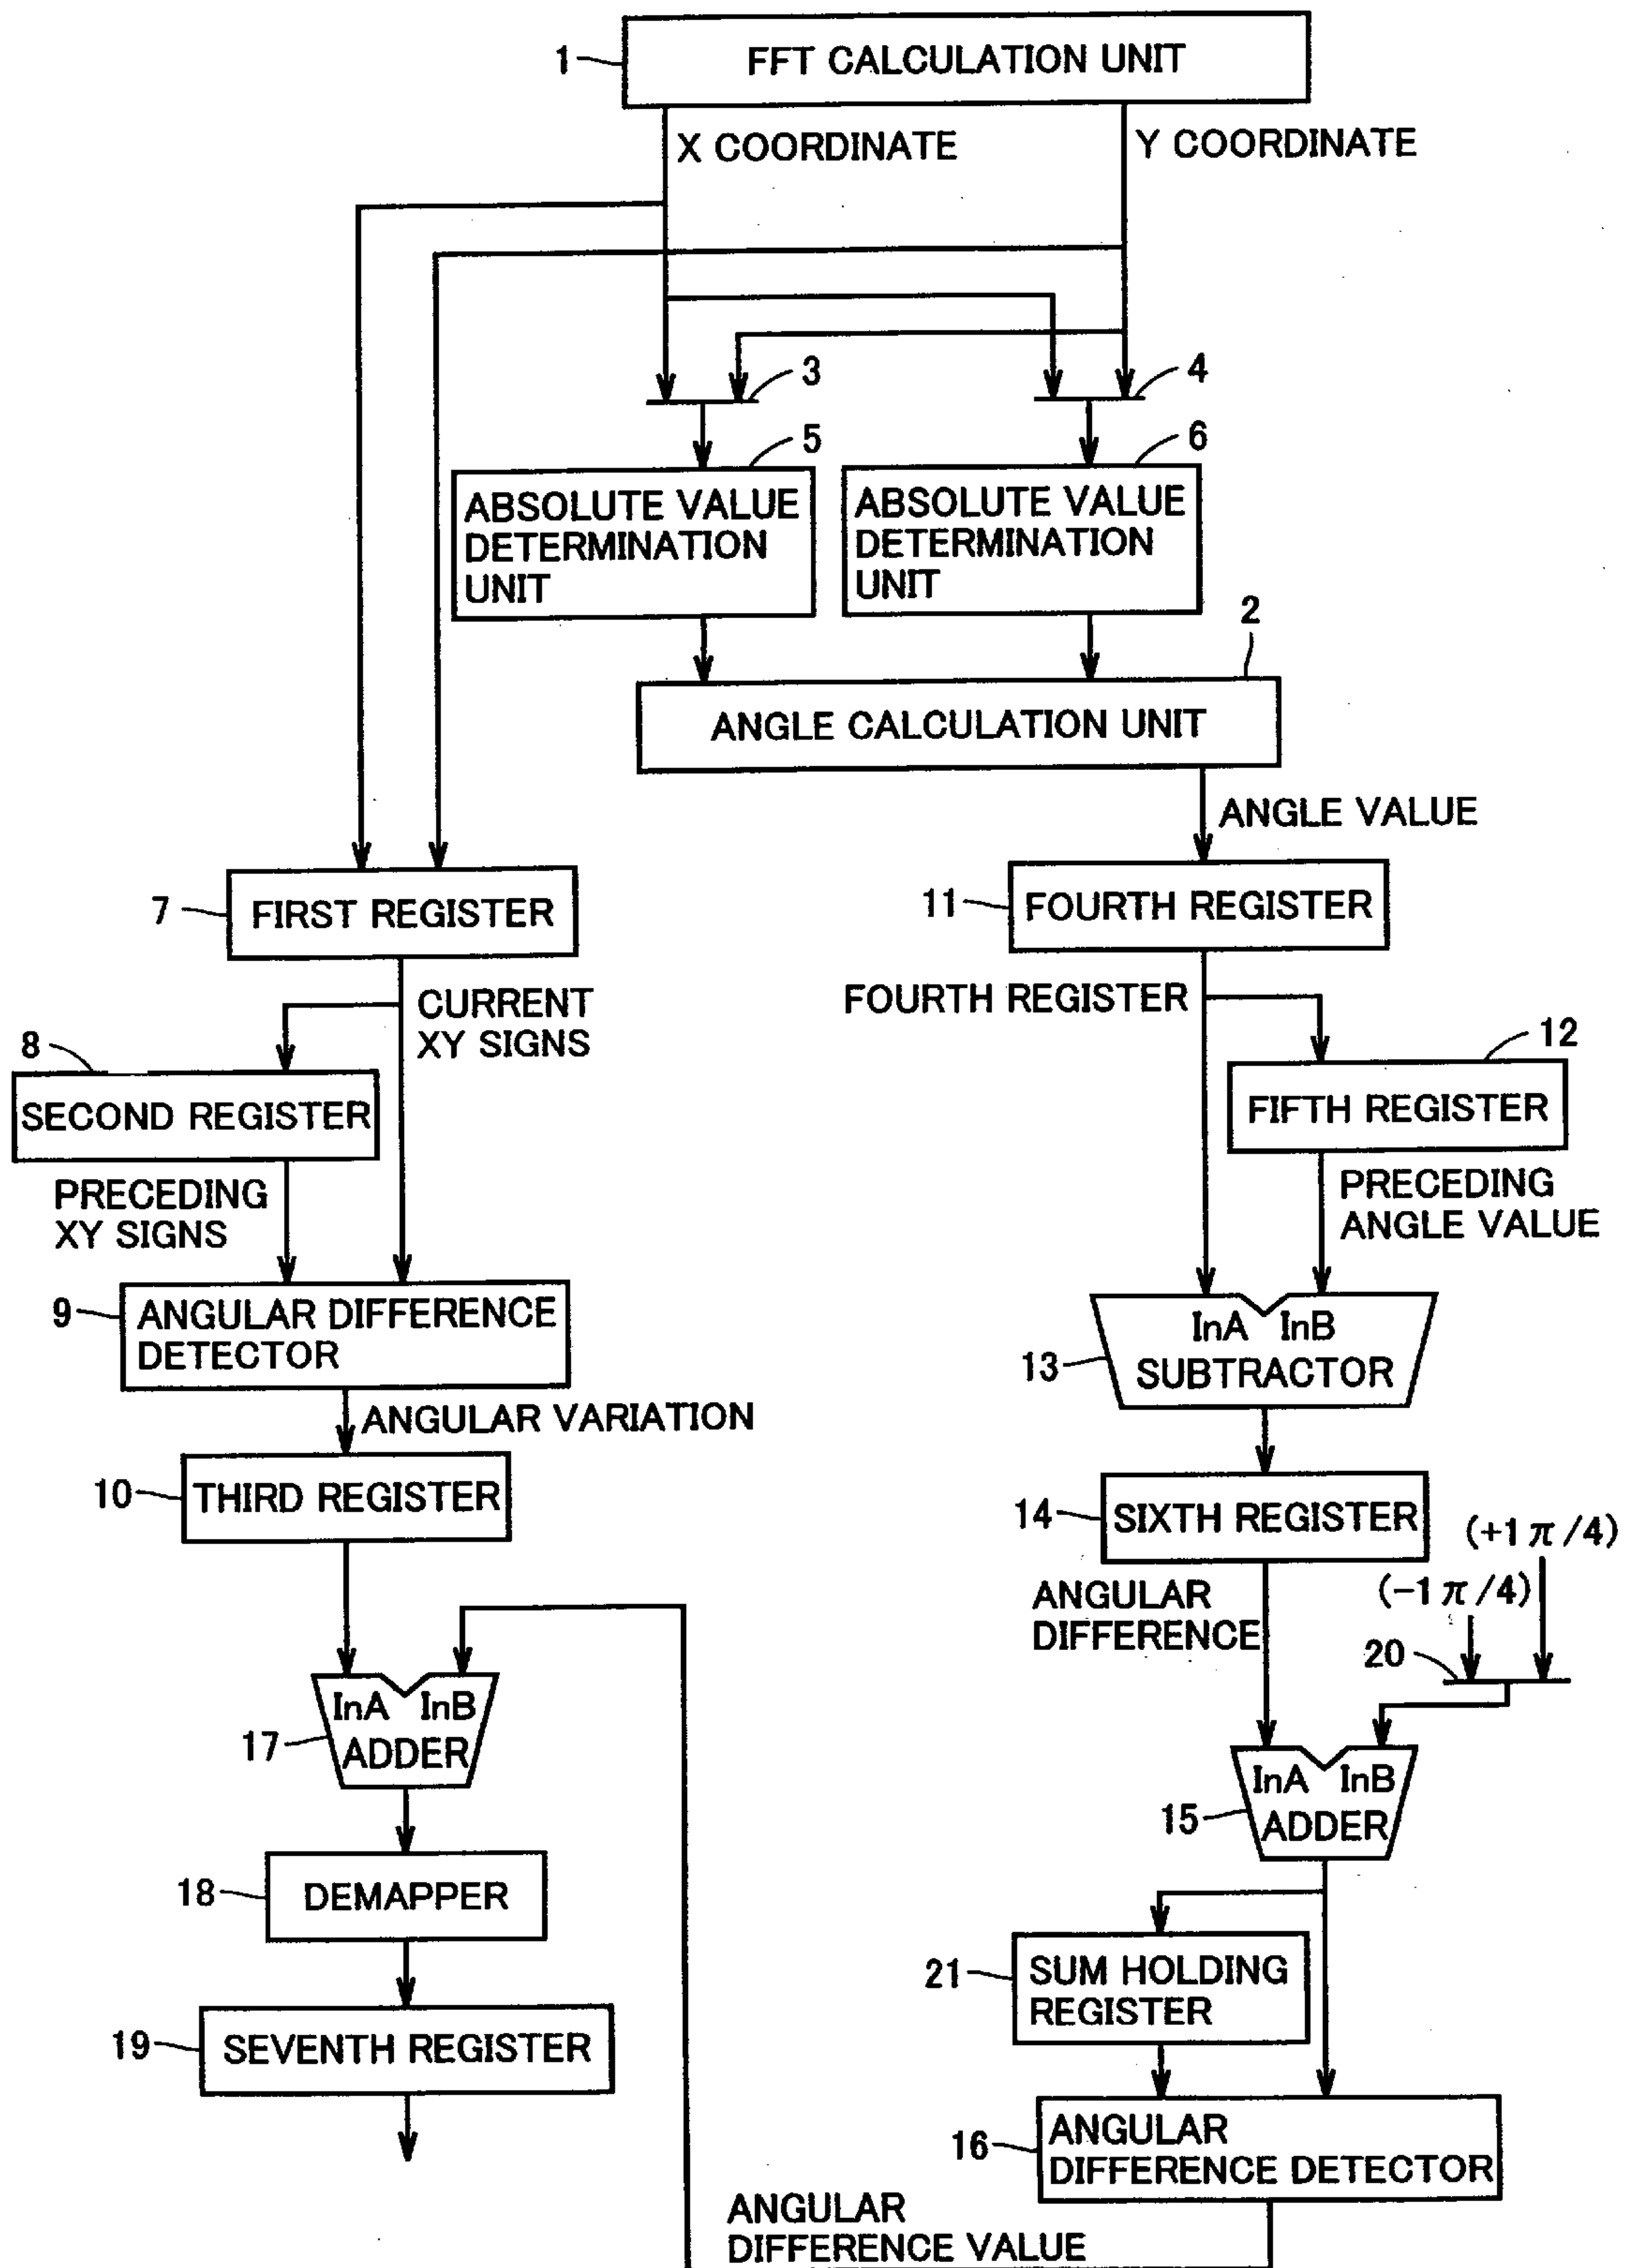 1
FFT CALCULATION UNIT
X COORDINATE
Y COORDINATE
3
4
5
6
ABSOLUTE VALUE
DETERMINATION
UNIT
ABSOLUTE VALUE
DETERMINATION
UNIT
2
ANGLE CALCULATION UNIT
ANGLE VALUE
7
FIRST REGISTER
11
FOURTH REGISTER
CURRENT
XY SIGNS
FOURTH REGISTER
8
SECOND REGISTER
12
FIFTH REGISTER
PRECEDING
XY SIGNS
PRECEDING
ANGLE VALUE
9
ANGULAR DIFFERENCE
DETECTOR
InA InB
13
SUBTRACTOR
ANGULAR VARIATION
10
THIRD REGISTER
14
SIXTH REGISTER
(+1π/4)
(-1π/4)
ANGULAR
DIFFERENCE
20
InA InB
17
ADDER
InA InB
15
ADDER
18
DEMAPPER
21
SUM HOLDING
REGISTER
19
SEVENTH REGISTER
16
ANGULAR
DIFFERENCE DETECTOR
ANGULAR
DIFFERENCE VALUE